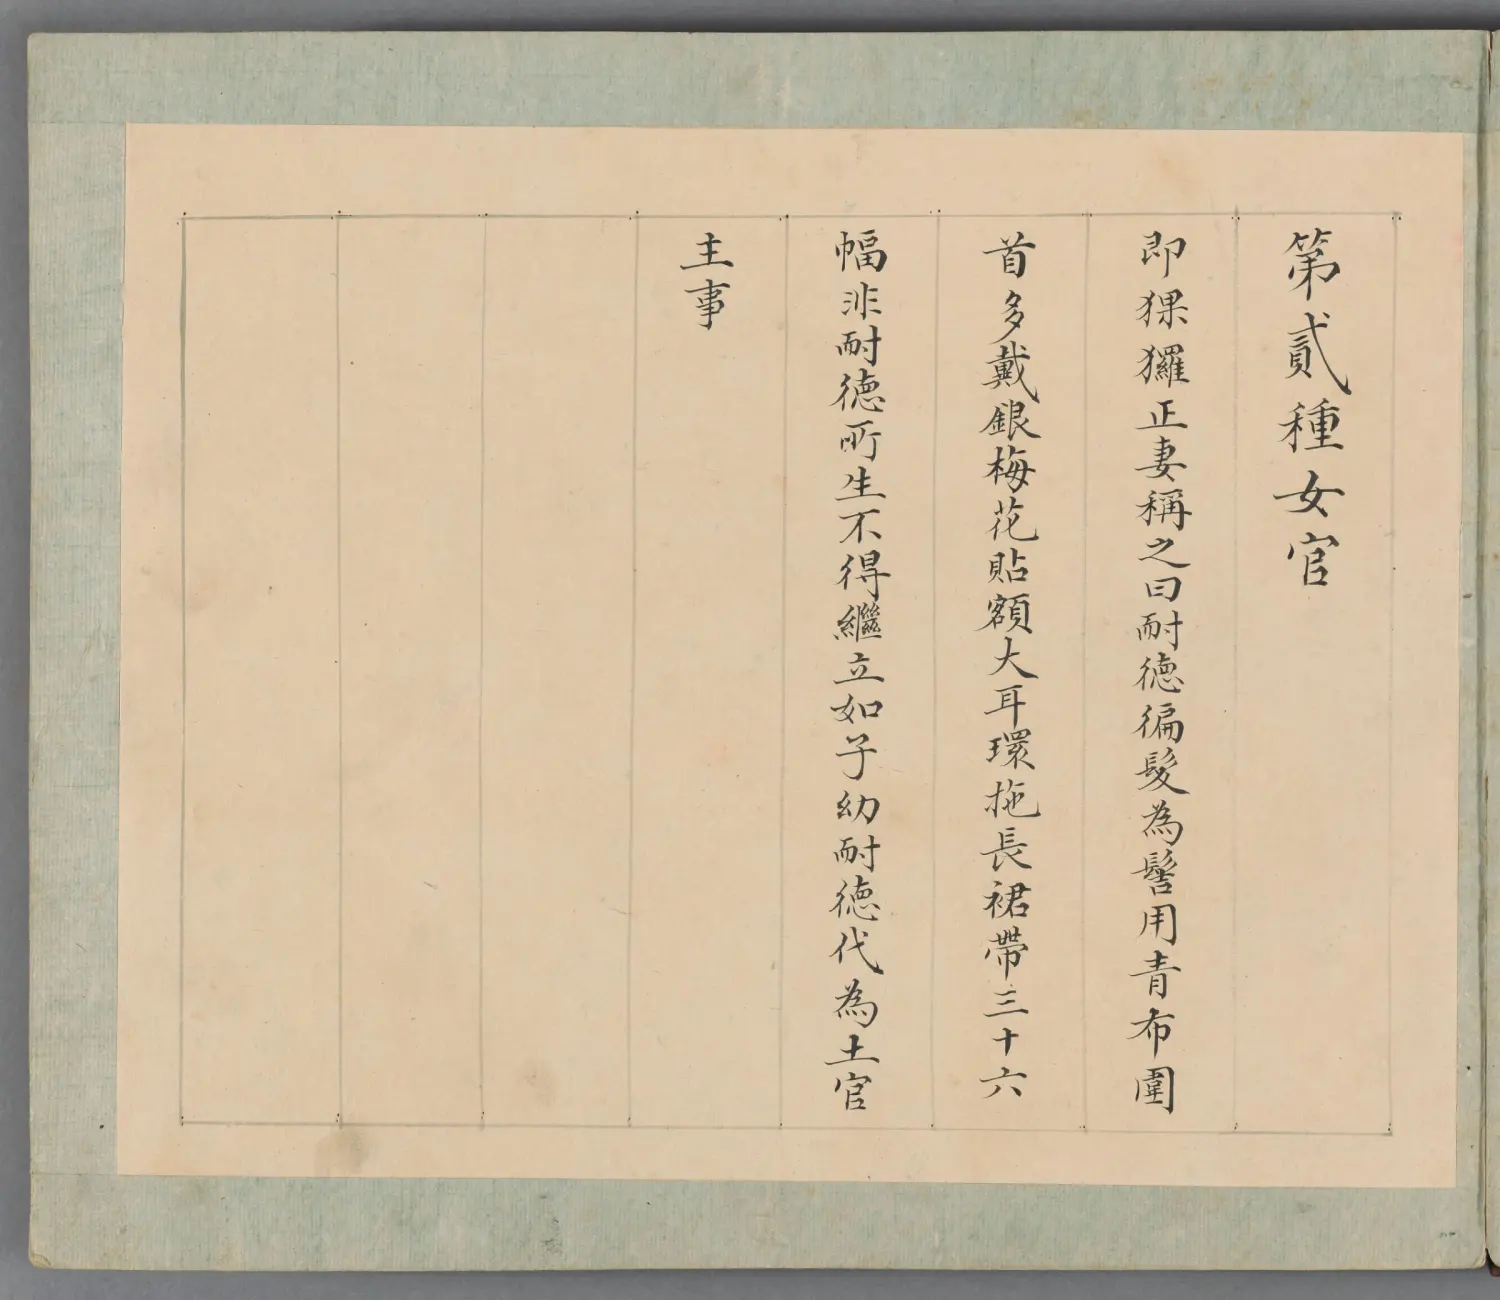 第貳種女官
即猓玀正妻稱之曰耐德徧髮為髻用青布圍
首多戴銀梅花貼額大耳環拖長裙帶三十六
幅非耐德所生不得繼立如子幼耐德代為土官
主事